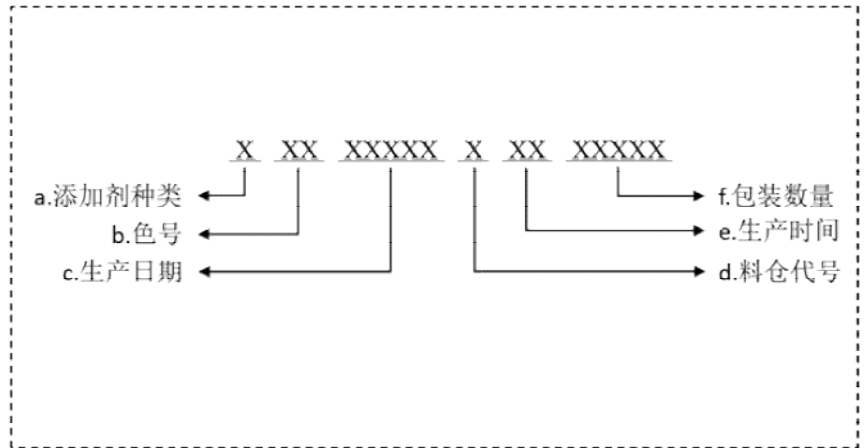 X XX XXXXX X XX XXXXX
a.添加剂种类 f.包装数量
b.色号 e.生产时间
c.生产日期 d.料仓代号